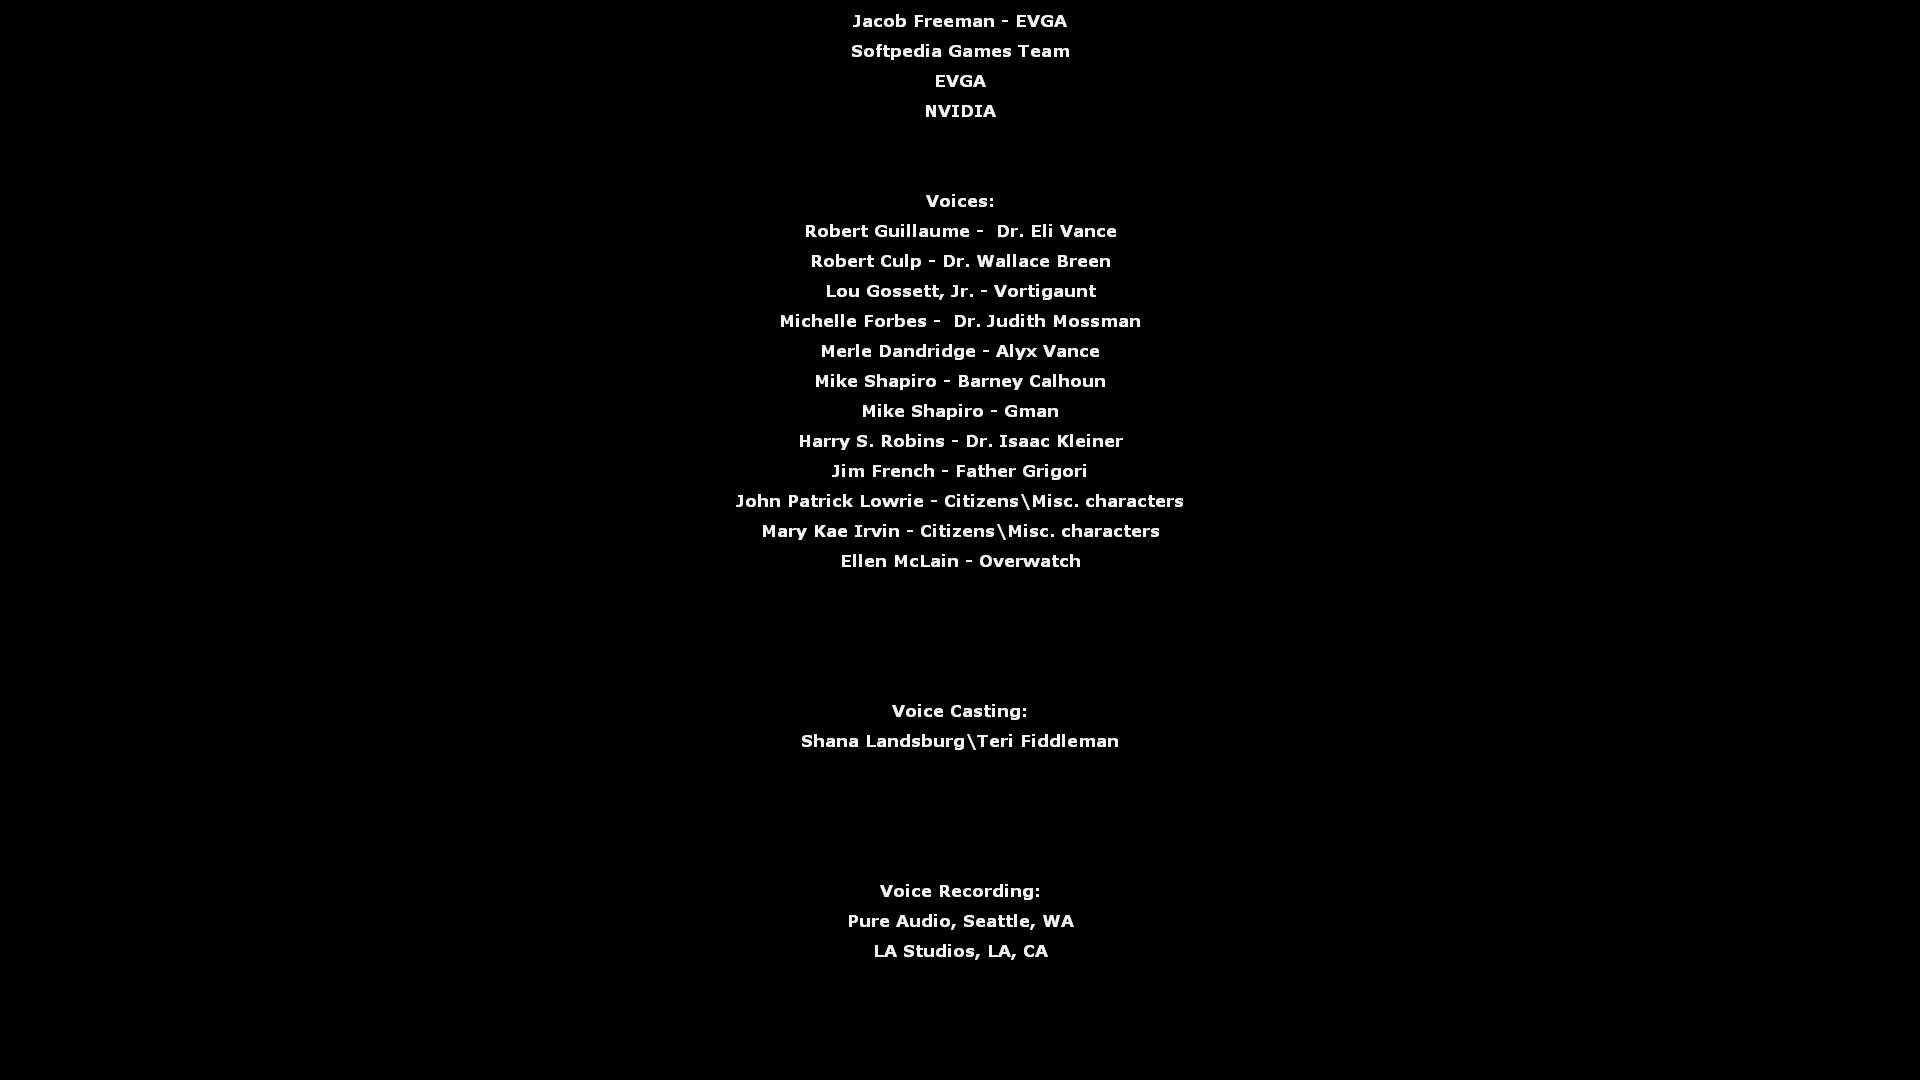 Jacob Freeman - EVGA
Softpedia Games Team
EVGA
NVIDIA
Voices:
Robert Guillaume -  Dr. Eli Vance
Robert Culp - Dr. Wallace Breen
Lou Gossett, Jr. - Vortigaunt
Michelle Forbes -  Dr. Judith Mossman
Merle Dandridge - Alyx Vance
Mike Shapiro - Barney Calhoun
Mike Shapiro - Gman
Harry S. Robins - Dr. Isaac Kleiner
Jim French - Father Grigori
John Patrick Lowrie - Citizens\Misc. characters
Mary Kae Irvin - Citizens\Misc. characters
Ellen McLain - Overwatch
Voice Casting:
Shana Landsburg\Teri Fiddleman
Voice Recording:
Pure Audio, Seattle, WA
LA Studios, LA, CA